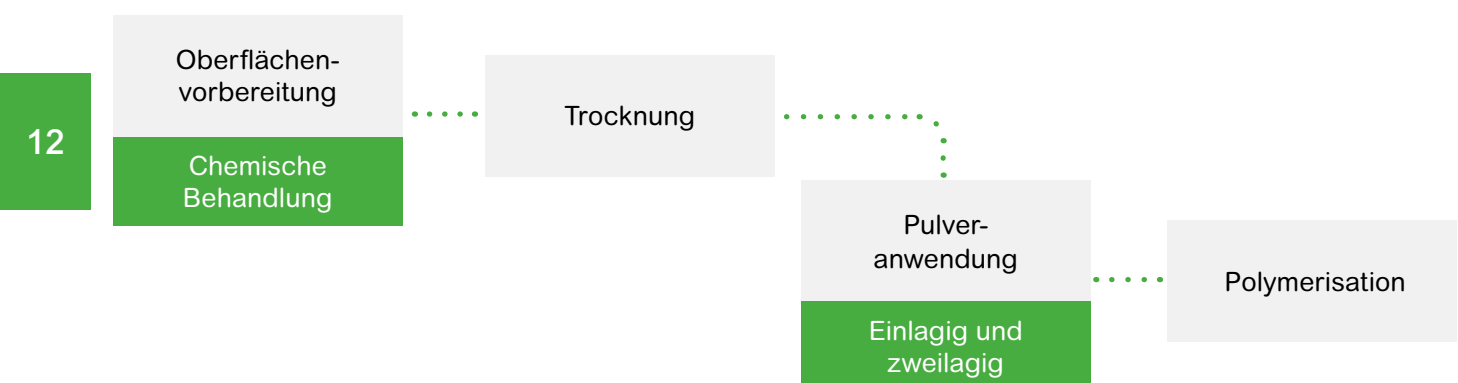 12
Oberflächen-
vorbereitung
Chemische
Behandlung
Trocknung
Pulver-
anwendung
Einlagig und
zweilagig
Polymerisation